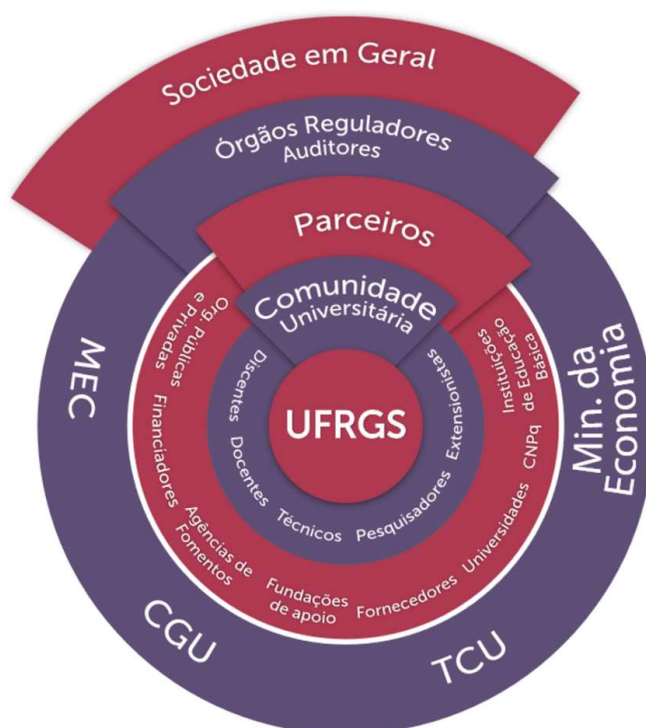 Sociedade em Geral
Órgãos Reguladores
Auditores
Parceiros
Comunidade
Universitária
UFRGS
Discentes
Docentes
Técnicos
Pesquisadores
Extensionistas
Org. Públicas
e Privadas
Financiadores
Agências de
Fomentos
Fundações
de apoio
Fornecedores
Universidades
CNPq
Instituições
de Educação
Básica
MEC
CGU
TCU
Min. da
Economia